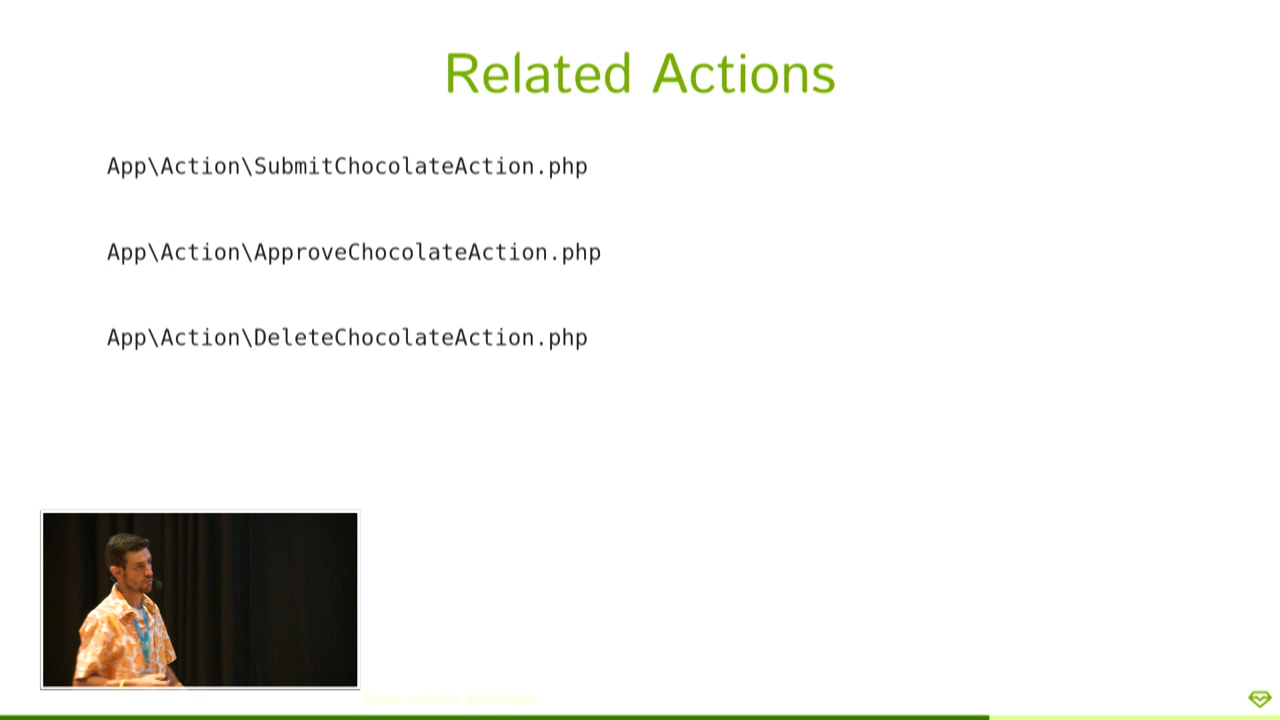 Related Actions
App\Action\SubmitChocolateAction.php
App\Action\ApproveChocolateAction.php
App\Action\DeleteChocolateAction.php